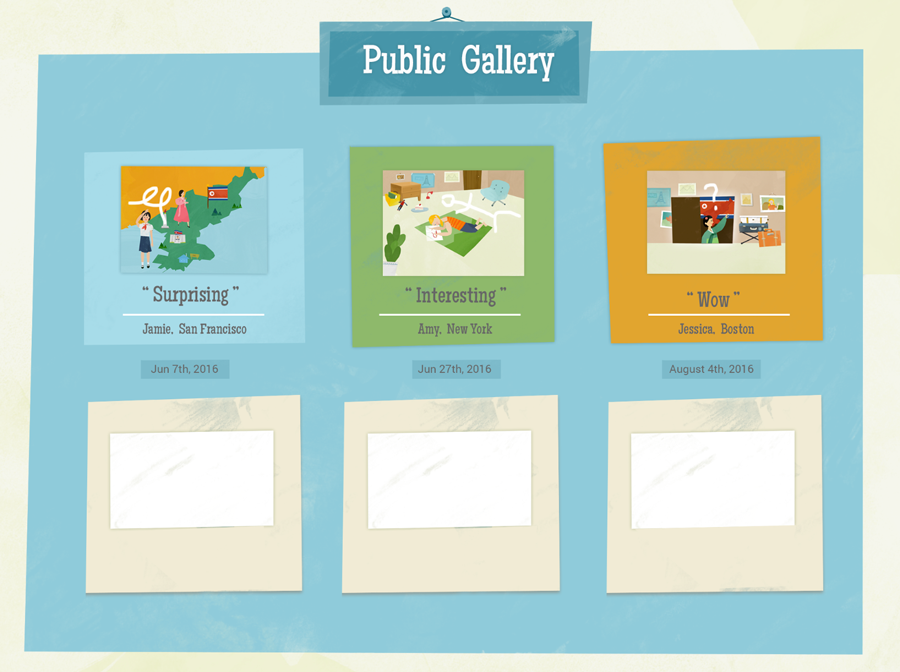 Public Gallery
“ Surprising ”
Jamie, San Francisco
Jun 7th, 2016
“ Interesting ”
Amy, New York
Jun 27th, 2016
“ Wow ”
Jessica, Boston
August 4th, 2016